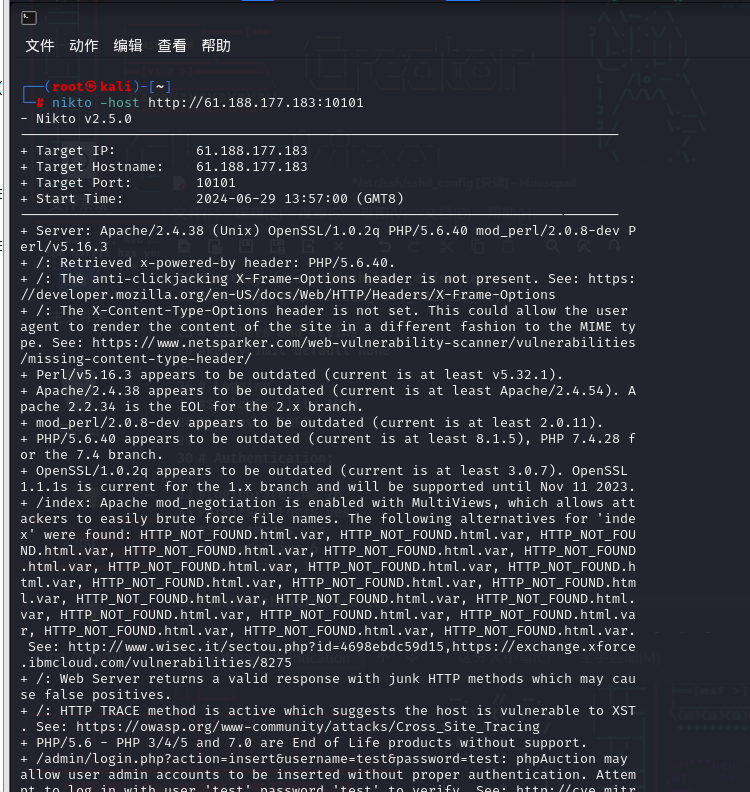 文件 动作 编辑 查看 帮助
┌──(root㉿kali)-[~]
└─# nikto -host http://61.188.177.183:10101
- Nikto v2.5.0
---------------------------------------------------------------------------
+ Target IP:          61.188.177.183
+ Target Hostname:    61.188.177.183
+ Target Port:        10101
+ Start Time:         2024-06-29 13:57:00 (GMT8)
---------------------------------------------------------------------------
+ Server: Apache/2.4.38 (Unix) OpenSSL/1.0.2q PHP/5.6.40 mod_perl/2.0.8-dev P
erl/v5.16.3
+ /: Retrieved x-powered-by header: PHP/5.6.40.
+ /: The anti-clickjacking X-Frame-Options header is not present. See: https:
//developer.mozilla.org/en-US/docs/Web/HTTP/Headers/X-Frame-Options
+ /: The X-Content-Type-Options header is not set. This could allow the user
agent to render the content of the site in a different fashion to the MIME ty
pe. See: https://www.netsparker.com/web-vulnerability-scanner/vulnerabilities
/missing-content-type-header/
+ Perl/v5.16.3 appears to be outdated (current is at least v5.32.1).
+ Apache/2.4.38 appears to be outdated (current is at least Apache/2.4.54). A
pache 2.2.34 is the EOL for the 2.x branch.
+ mod_perl/2.0.8-dev appears to be outdated (current is at least 2.0.11).
+ PHP/5.6.40 appears to be outdated (current is at least 8.1.5), PHP 7.4.28 f
or the 7.4 branch.
+ OpenSSL/1.0.2q appears to be outdated (current is at least 3.0.7). OpenSSL
1.1.1s is current for the 1.x branch and will be supported until Nov 11 2023.
+ /index: Apache mod_negotiation is enabled with MultiViews, which allows att
ackers to easily brute force file names. The following alternatives for 'inde
x' were found: HTTP_NOT_FOUND.html.var, HTTP_NOT_FOUND.html.var, HTTP_NOT_FOU
ND.html.var, HTTP_NOT_FOUND.html.var, HTTP_NOT_FOUND.html.var, HTTP_NOT_FOUND
.html.var, HTTP_NOT_FOUND.html.var, HTTP_NOT_FOUND.html.var, HTTP_NOT_FOUND.h
tml.var, HTTP_NOT_FOUND.html.var, HTTP_NOT_FOUND.html.var, HTTP_NOT_FOUND.htm
l.var, HTTP_NOT_FOUND.html.var, HTTP_NOT_FOUND.html.var, HTTP_NOT_FOUND.html.
var, HTTP_NOT_FOUND.html.var, HTTP_NOT_FOUND.html.var, HTTP_NOT_FOUND.html.va
r, HTTP_NOT_FOUND.html.var, HTTP_NOT_FOUND.html.var, HTTP_NOT_FOUND.html.var.
See: http://www.wisec.it/sectou.php?id=4698ebdc59d15,https://exchange.xforce
.ibmcloud.com/vulnerabilities/8275
+ /: Web Server returns a valid response with junk HTTP methods which may cau
se false positives.
+ /: HTTP TRACE method is active which suggests the host is vulnerable to XST
. See: https://owasp.org/www-community/attacks/Cross_Site_Tracing
+ PHP/5.6 - PHP 3/4/5 and 7.0 are End of Life products without support.
+ /admin/login.php?action=insert&username=test&password=test: phpAuction may
allow user admin accounts to be inserted without proper authentication. Attem
pt to log in with user 'test' password 'test' to verify. See: http://cve.mitr